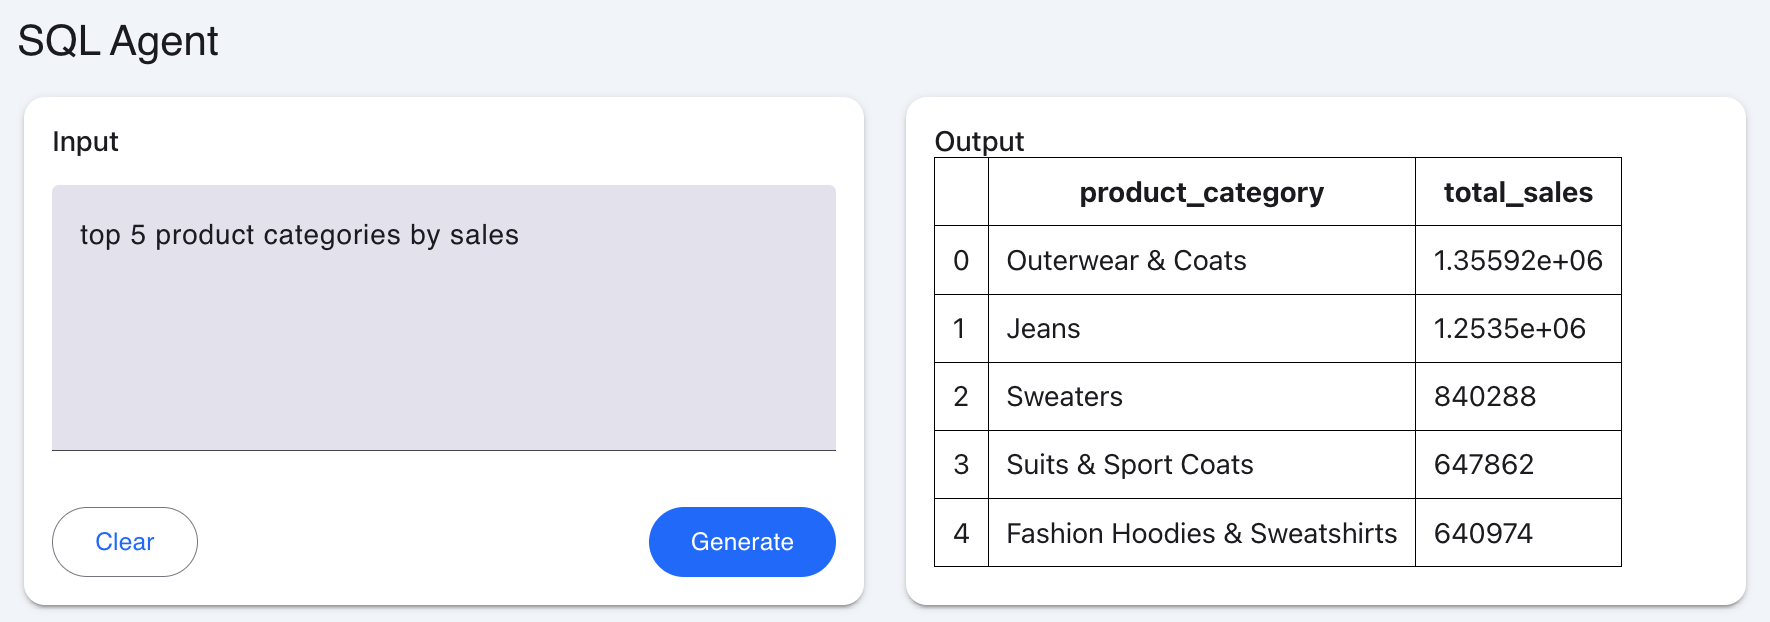 SQL Agent
Input
top 5 product categories by sales
Clear
Generate
Output
product_category total_sales
0 Outerwear & Coats 1.35592e+06
1 Jeans 1.2535e+06
2 Sweaters 840288
3 Suits & Sport Coats 647862
4 Fashion Hoodies & Sweatshirts 640974